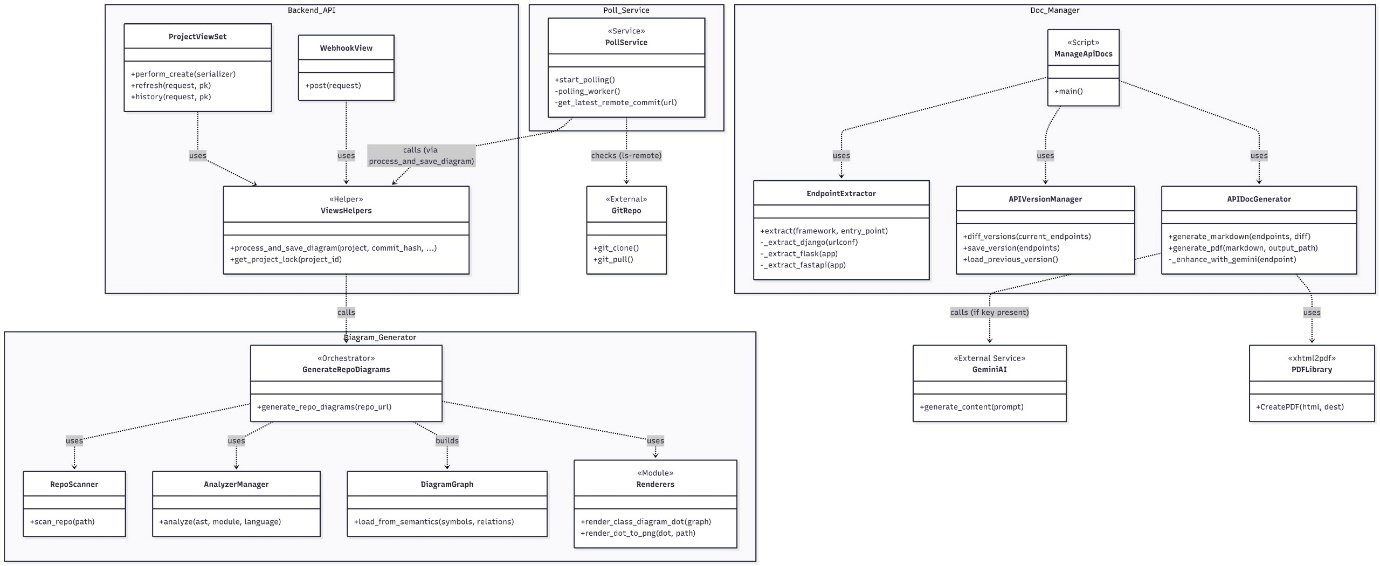 Backend_API
ProjectViewSet
+perform_create(serializer)
+refresh(request, pk)
+history(request, pk)
WebhookView
+post(request)
uses
uses
«Helper»
ViewsHelpers
+process_and_save_diagram(project, commit_hash, ...)
+get_project_lock(project_id)
Poll_Service
«Service»
PollService
+start_polling()
-polling_worker()
-get_latest_remote_commit(url)
calls (via
process_and_save_diagram)
checks (ls-remote)
«External»
GitRepo
+git_clone()
+git_pull()
Doc_Manager
«Script»
ManageApiDocs
+main()
uses
uses
uses
EndpointExtractor
+extract(framework, entry_point)
-_extract_django(urlconf)
-_extract_flask(app)
-_extract_fastapi(app)
APIVersionManager
+diff_versions(current_endpoints)
+save_version(endpoints)
+load_previous_version()
APIDocGenerator
+generate_markdown(endpoints, diff)
+generate_pdf(markdown, output_path)
-_enhance_with_gemini(endpoint)
calls
calls (if key present)
uses
Diagram_Generator
«Orchestrator»
GenerateRepoDiagrams
+generate_repo_diagrams(repo_url)
«External Service»
GeminiAI
+generate_content(prompt)
«xhtml2pdf»
PDFLibrary
+CreatePDF(html, dest)
uses
uses
builds
uses
RepoScanner
+scan_repo(path)
AnalyzerManager
+analyze(ast, module, language)
DiagramGraph
+load_from_semantics(symbols, relations)
«Module»
Renderers
+render_class_diagram_dot(graph)
+render_dot_to_png(dot, path)